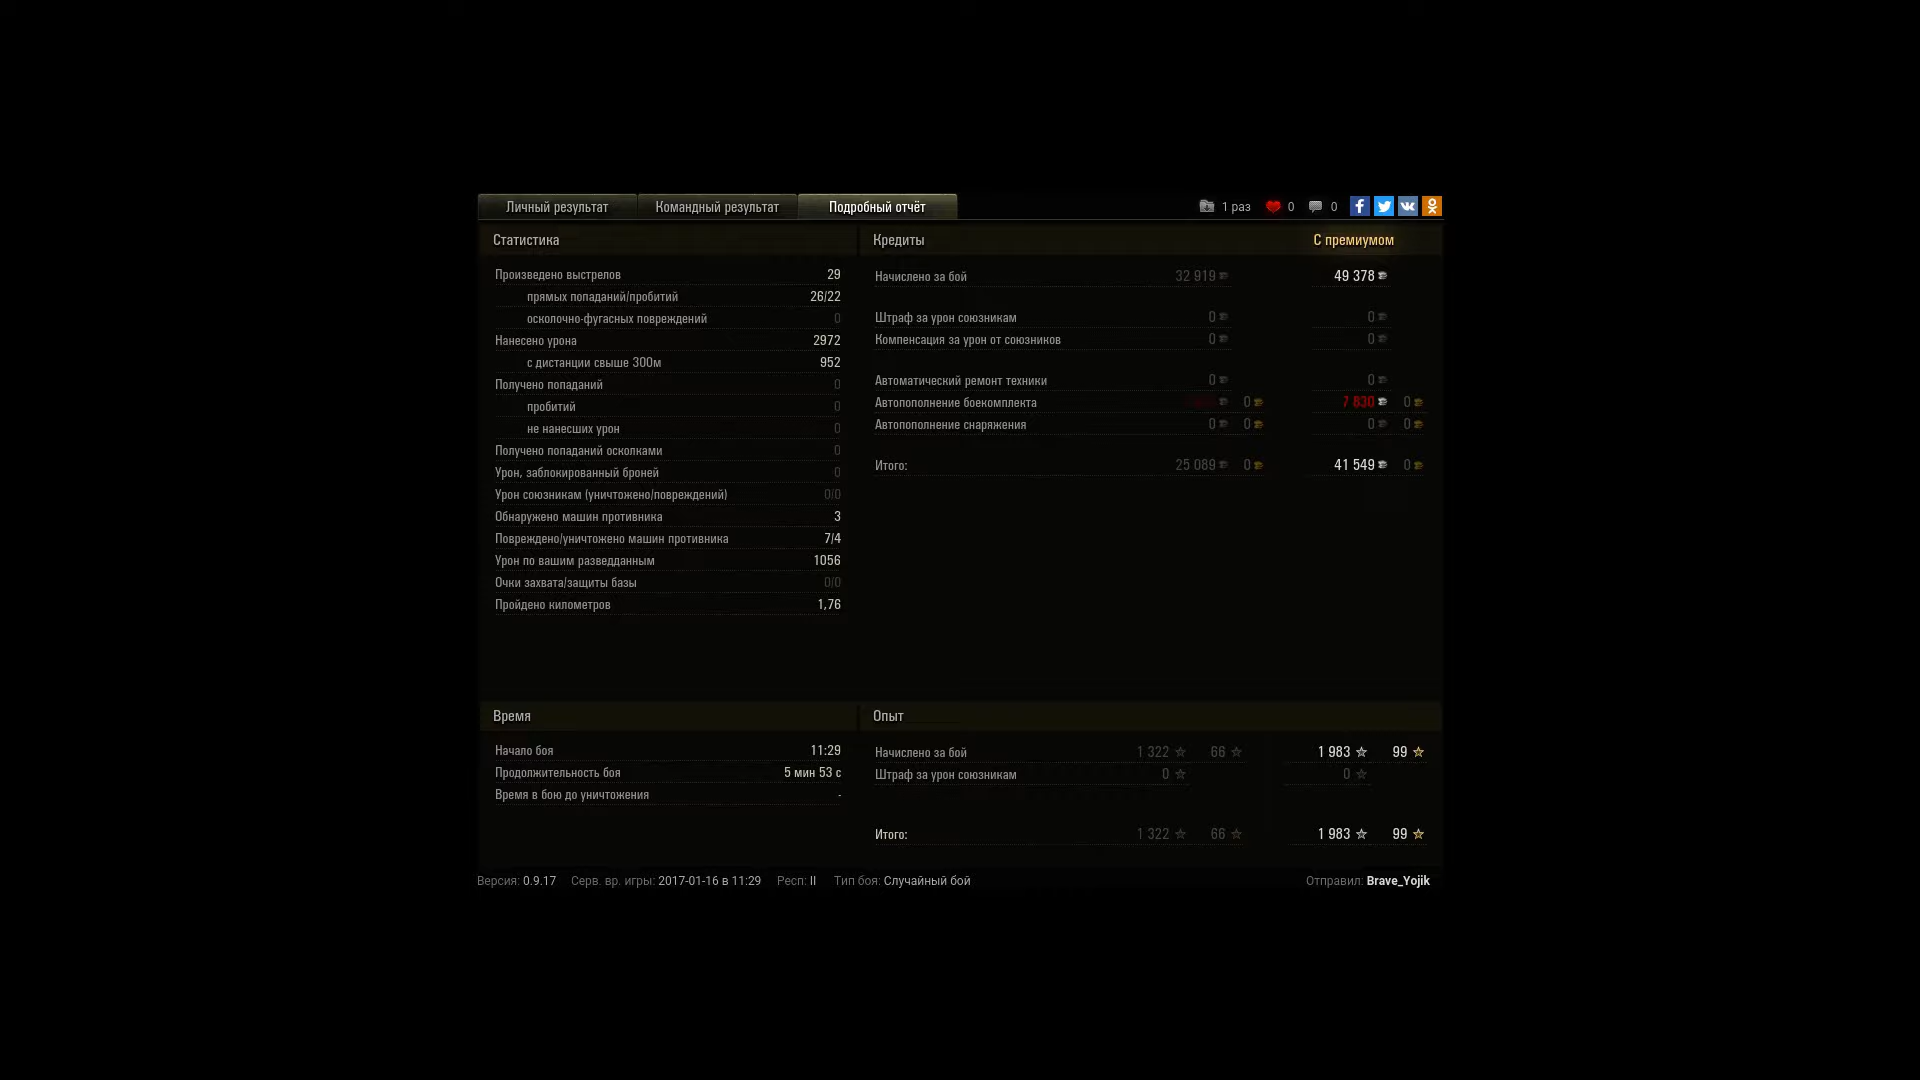 Личный результат Командный результат Подробный отчёт 1 раз 0 0
Статистика
Произведено выстрелов 29
прямых попаданий/пробитий 26/22
осколочно-фугасных повреждений 0
Нанесено урона 2972
с дистанции свыше 300м 952
Получено попаданий 0
пробитий 0
не нанесших урон 0
Получено попаданий осколками 0
Урон, заблокированный броней 0
Урон союзникам (уничтожено/повреждений) 0/0
Обнаружено машин противника 3
Повреждено/уничтожено машин противника 7/4
Урон по вашим разведданным 1056
Очки захвата/защиты базы 0/0
Пройдено километров 1,76
Кредиты С премиумом
Начислено за бой 32 919 49 378
Штраф за урон союзникам 0 0
Компенсация за урон от союзников 0 0
Автоматический ремонт техники 0 0
Автопополнение боекомплекта 0 7 830 0
Автопополнение снаряжения 0 0 0 0
Итого: 25 089 0 41 549 0
Время
Начало боя 11:29
Продолжительность боя 5 мин 53 с
Время в бою до уничтожения -
Опыт
Начислено за бой 1 322 66 1 983 99
Штраф за урон союзникам 0 0
Итого: 1 322 66 1 983 99
Версия: 0.9.17 Серв. вр. игры: 2017-01-16 в 11:29 Респ: II Тип боя: Случайный бой Отправил: Brave_Yojik